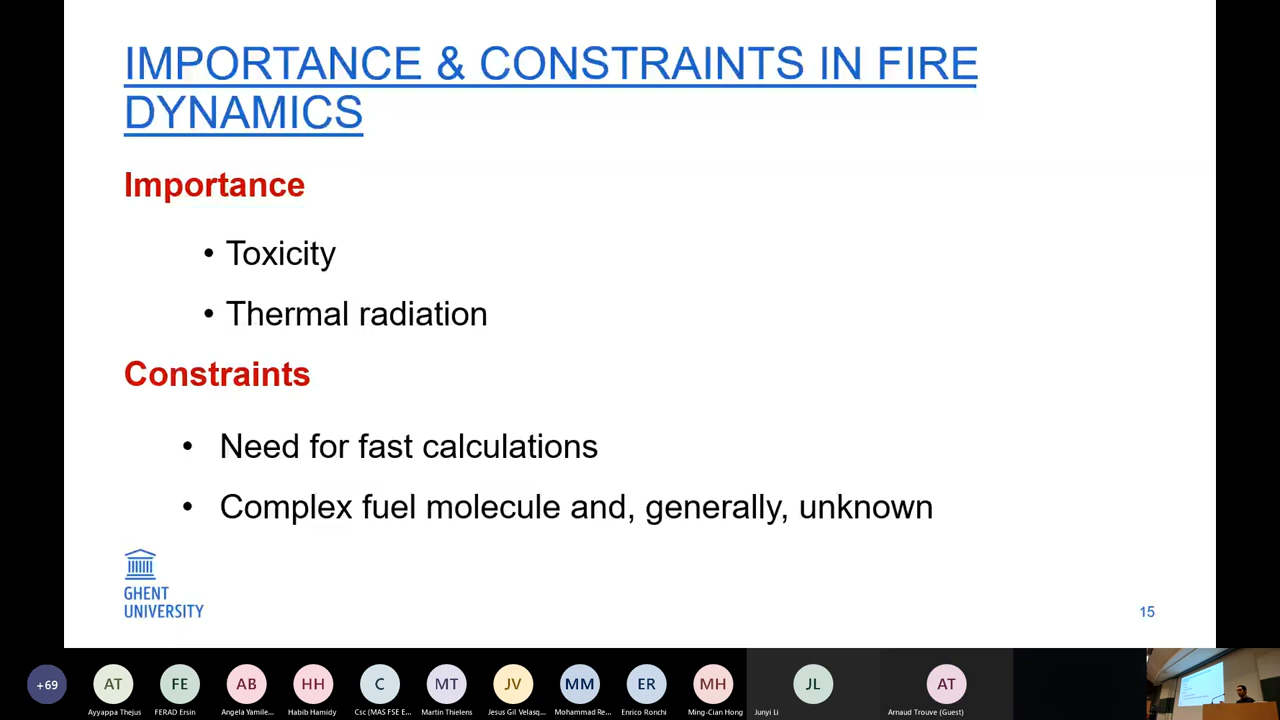 IMPORTANCE & CONSTRAINTS IN FIRE
DYNAMICS
Importance
• Toxicity
• Thermal radiation
Constraints
• Need for fast calculations
• Complex fuel molecule and, generally, unknown
GHENT
UNIVERSITY
15
+69
AT
FE
AB
HH
C
MT
JV
MM
ER
MH
JL
AT
Ayyappa Thejus
FERAD Ersin
Angela Yamile...
Habib Hamidy
Csc (MAS FSE E...
Martin Thielens
Jesus Gil Velasq...
Mohammad Re...
Enrico Ronchi
Ming-Cian Hong
Junyi Li
Arnaud Trouve (Guest)